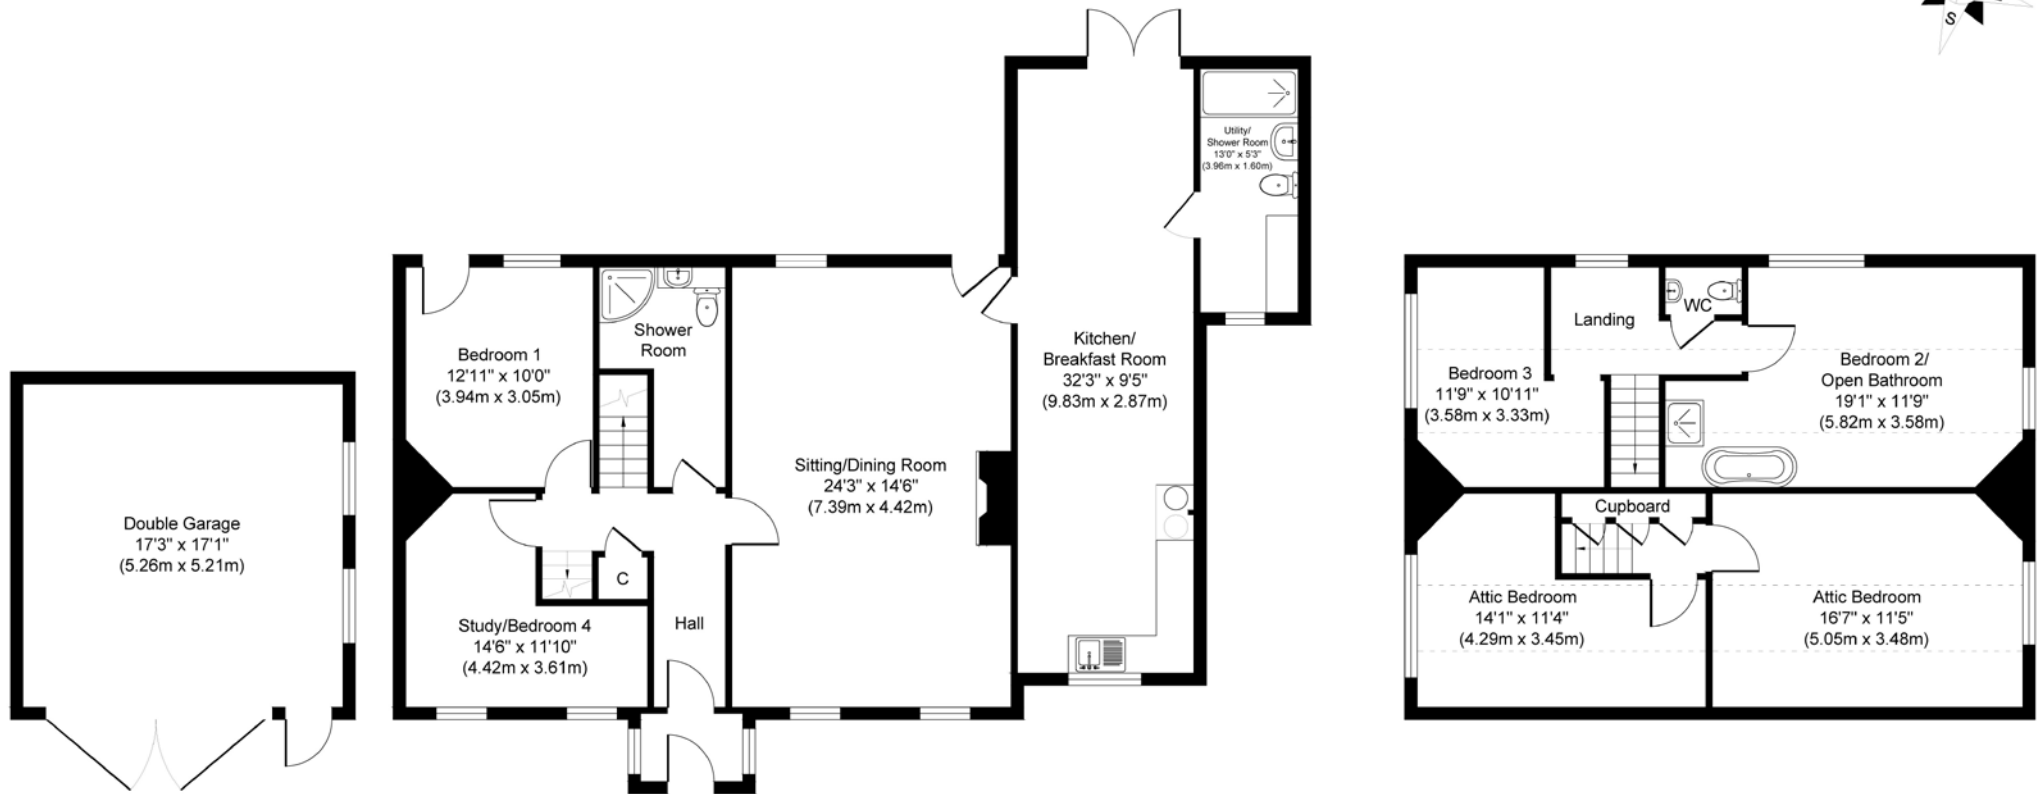 S
Utility/
Shower Room
13'0" x 5'3"
(3.96m x 1.60m)
Shower
Room
Bedroom 1
12'11" x 10'0"
(3.94m x 3.05m)
Kitchen/
Breakfast Room
32'3" x 9'5"
(9.83m x 2.87m)
Sitting/Dining Room
24'3" x 14'6"
(7.39m x 4.42m)
Double Garage
17'3" x 17'1"
(5.26m x 5.21m)
C
Hall
Study/Bedroom 4
14'6" x 11'10"
(4.42m x 3.61m)
WC
Landing
Bedroom 3
11'9" x 10'11"
(3.58m x 3.33m)
Bedroom 2/
Open Bathroom
19'1" x 11'9"
(5.82m x 3.58m)
Cupboard
Attic Bedroom
14'1" x 11'4"
(4.29m x 3.45m)
Attic Bedroom
16'7" x 11'5"
(5.05m x 3.48m)